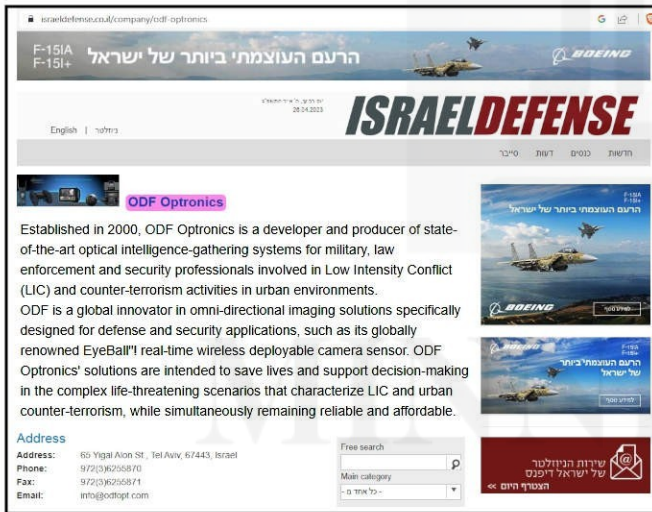 israeldefense.co.il/company/odf-optronics
F-15IA
F-15I+
הרעם העוצמתי ביותר של ישראל
BOEING
28.04.2023
English | ניוזלטר
ISRAELDEFENSE
חדשות כנסים דעות סייבר
ODF Optronics
Established in 2000, ODF Optronics is a developer and producer of state-
of-the-art optical intelligence-gathering systems for military, law
enforcement and security professionals involved in Low Intensity Conflict
(LIC) and counter-terrorism activities in urban environments.
ODF is a global innovator in omni-directional imaging solutions specifically
designed for defense and security applications, such as its globally
renowned EyeBall"! real-time wireless deployable camera sensor. ODF
Optronics' solutions are intended to save lives and support decision-making
in the complex life-threatening scenarios that characterize LIC and urban
counter-terrorism, while simultaneously remaining reliable and affordable.
Address
Address: 65 Yigal Alon St., Tel Aviv, 67443, Israel
Phone: 972(3)6255870
Fax: 972(3)6255871
Email: info@odfopt.com
Free search
Main category
- כל אחד מ -
F-15IA
F-15I+
הרעם העוצמתי ביותר
של ישראל
BOEING
למידע נוסף
BOEING
F-15IA
F-15I+
הרעם העוצמתי ביותר
של ישראל
למידע נוסף
שירות הניוזלטר
של ישראל דיפנס
הצטרף היום >>